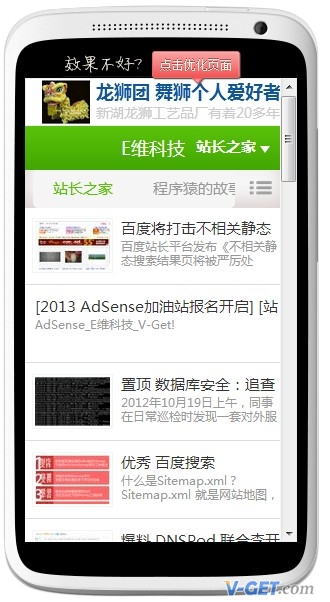 效果不好?
点击优化页面
龙狮团 舞狮个人爱好者
新湖龙狮工艺品厂有着20多年
E维科技 站长之家
站长之家 程序猿的故事
百度将打击不相关静态
百度站长平台发布《不相关静
态搜索结果页将被严厉处
[2013 AdSense加油站报名开启] [站
AdSense_E维科技_V-Get!
置顶 数据库安全：追查
2012年10月19日上午，同事
在日常巡检时发现一套对外服
优秀 百度搜索
什么是Sitemap.xml ?
Sitemap.xml 就是网站地图，
爆料 DNSPod 联合查开
V-GET.com